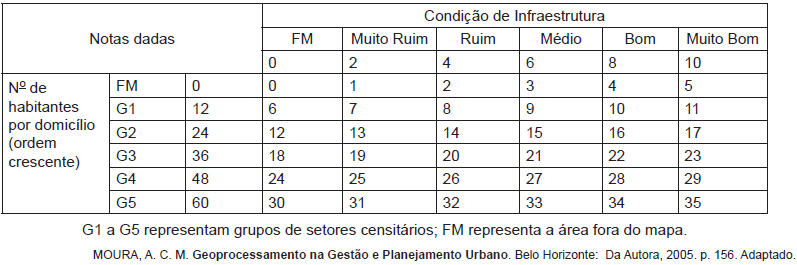 Notas dadas Condição de Infraestrutura
FM Muito Ruim Ruim Médio Bom Muito Bom
0 2 4 6 8 10
Nº de habitantes por domicílio (ordem crescente) FM 0 0 1 2 3 4 5
G1 12 6 7 8 9 10 11
G2 24 12 13 14 15 16 17
G3 36 18 19 20 21 22 23
G4 48 24 25 26 27 28 29
G5 60 30 31 32 33 34 35
G1 a G5 representam grupos de setores censitários; FM representa a área fora do mapa.
MOURA, A. C. M. Geoprocessamento na Gestão e Planejamento Urbano. Belo Horizonte: Da Autora, 2005. p. 156. Adaptado.